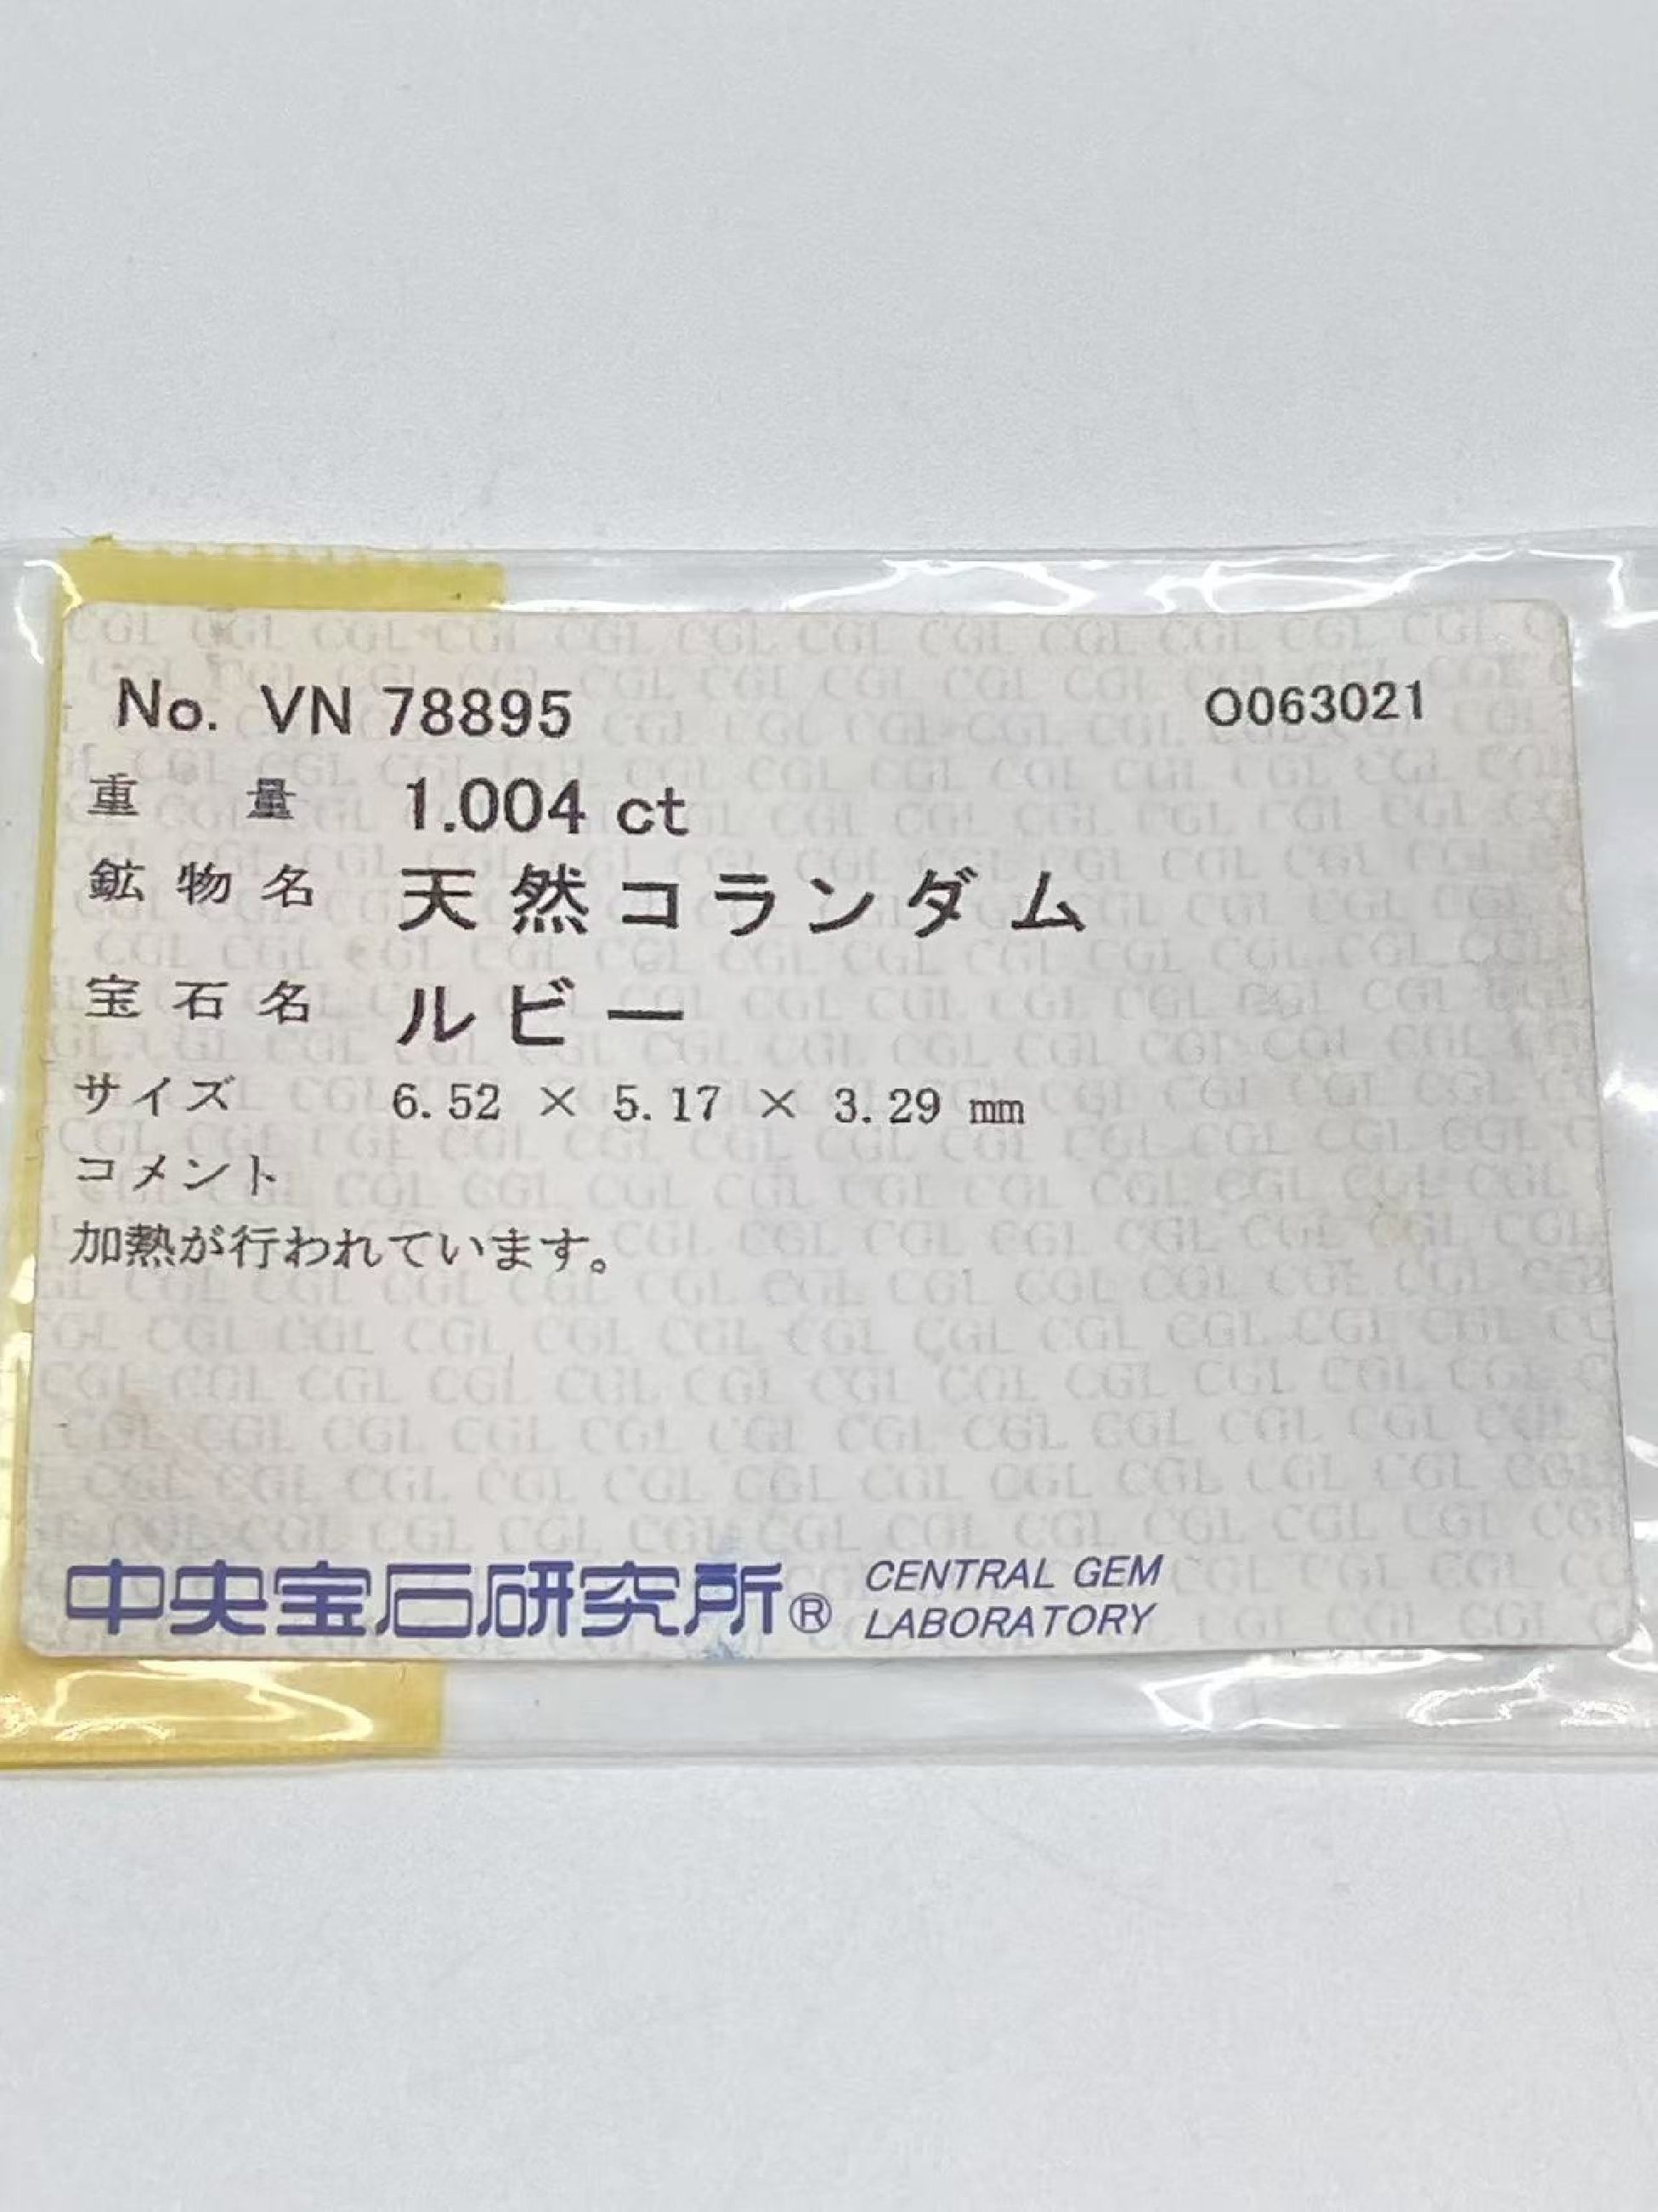 No. VN 78895 O063021
重量 1.004 ct
鉱物名 天然コランダム
宝石名 ルビー
サイズ 6.52 × 5.17 × 3.29 mm
コメント
加熱が行われています。
中央宝石研究所® CENTRAL GEM
LABORATORY